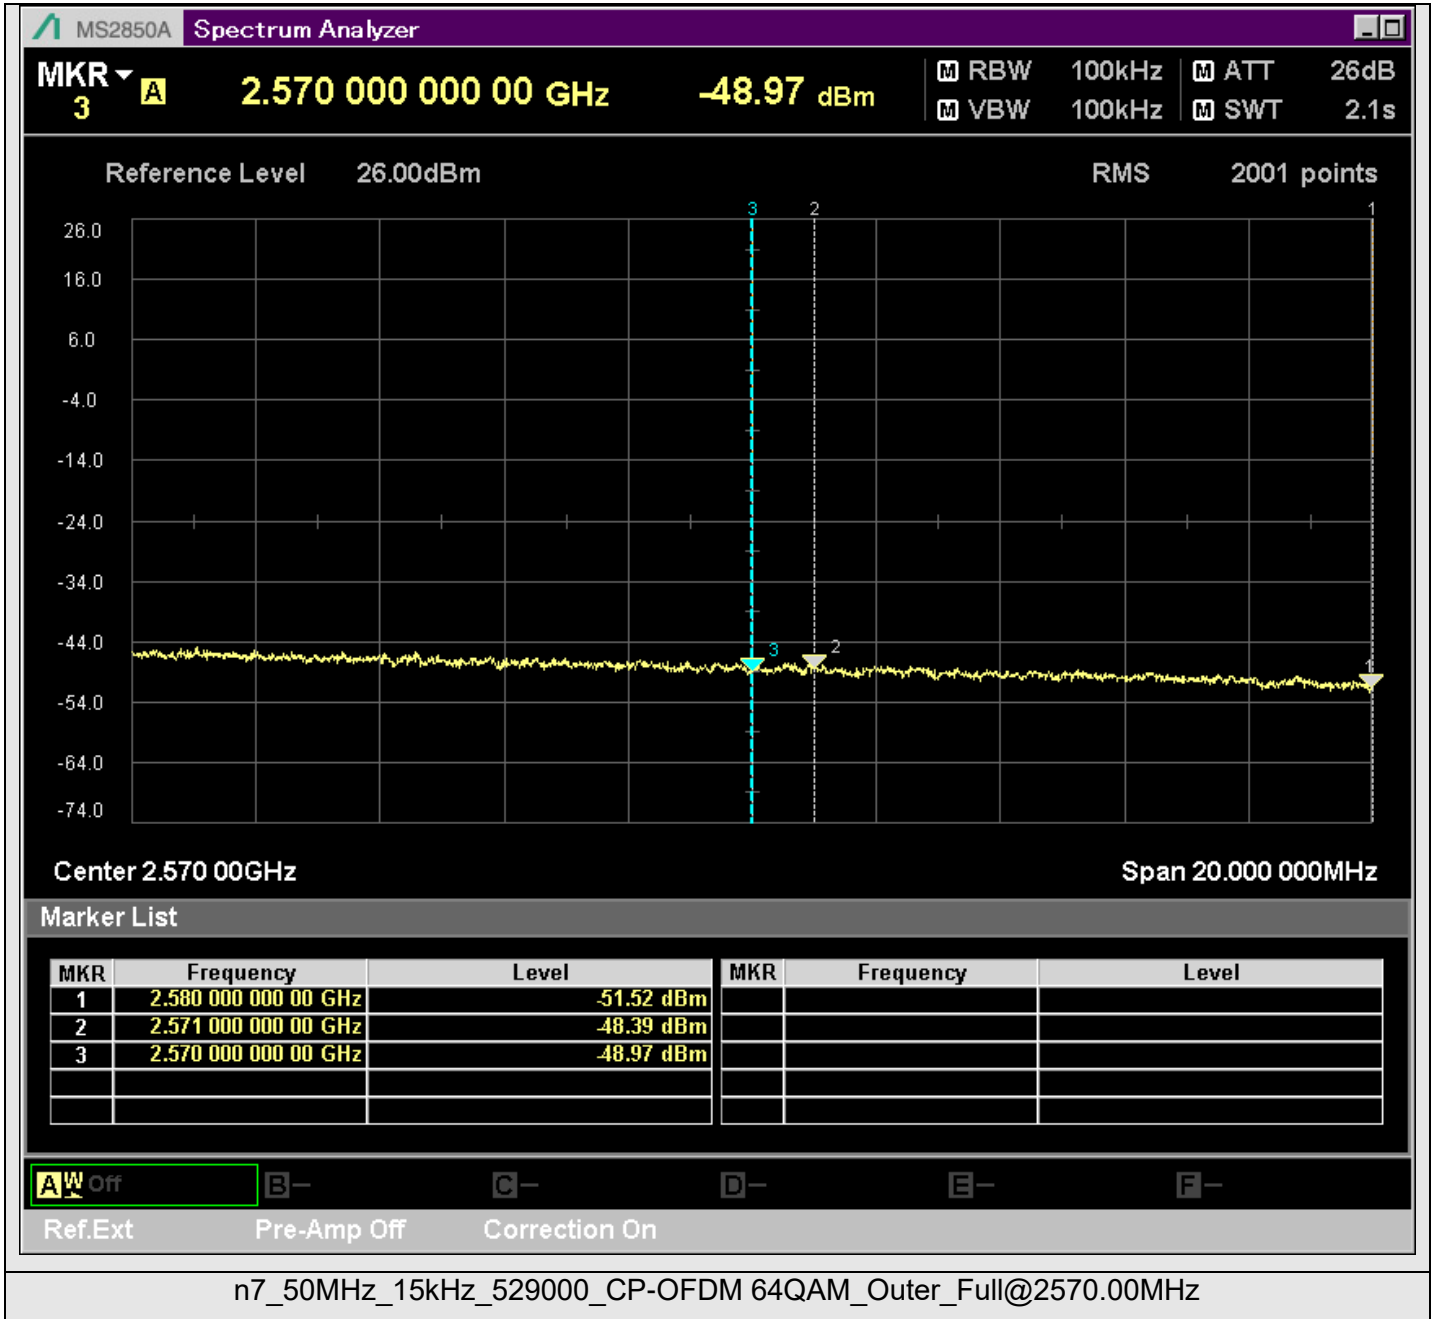 MS2850A Spectrum Analyzer
MKR A 2.570 000 000 00 GHz -48.97 dBm M RBW 100kHz M ATT 26dB
3 M VBW 100kHz M SWT 2.1s
Reference Level 26.00dBm RMS 2001 points
3 2 1
26.0
16.0
6.0
-4.0
-14.0
-24.0
-34.0
-44.0
3 2 1
-54.0
-64.0
-74.0
Center 2.570 00GHz Span 20.000 000MHz
Marker List
MKR Frequency Level MKR Frequency Level
1 2.580 000 000 00 GHz -51.52 dBm
2 2.571 000 000 00 GHz -48.39 dBm
3 2.570 000 000 00 GHz -48.97 dBm
A W Off B - C - D - E - F -
Ref.Ext Pre-Amp Off Correction On
n7_50MHz_15kHz_529000_CP-OFDM 64QAM_Outer_Full@2570.00MHz